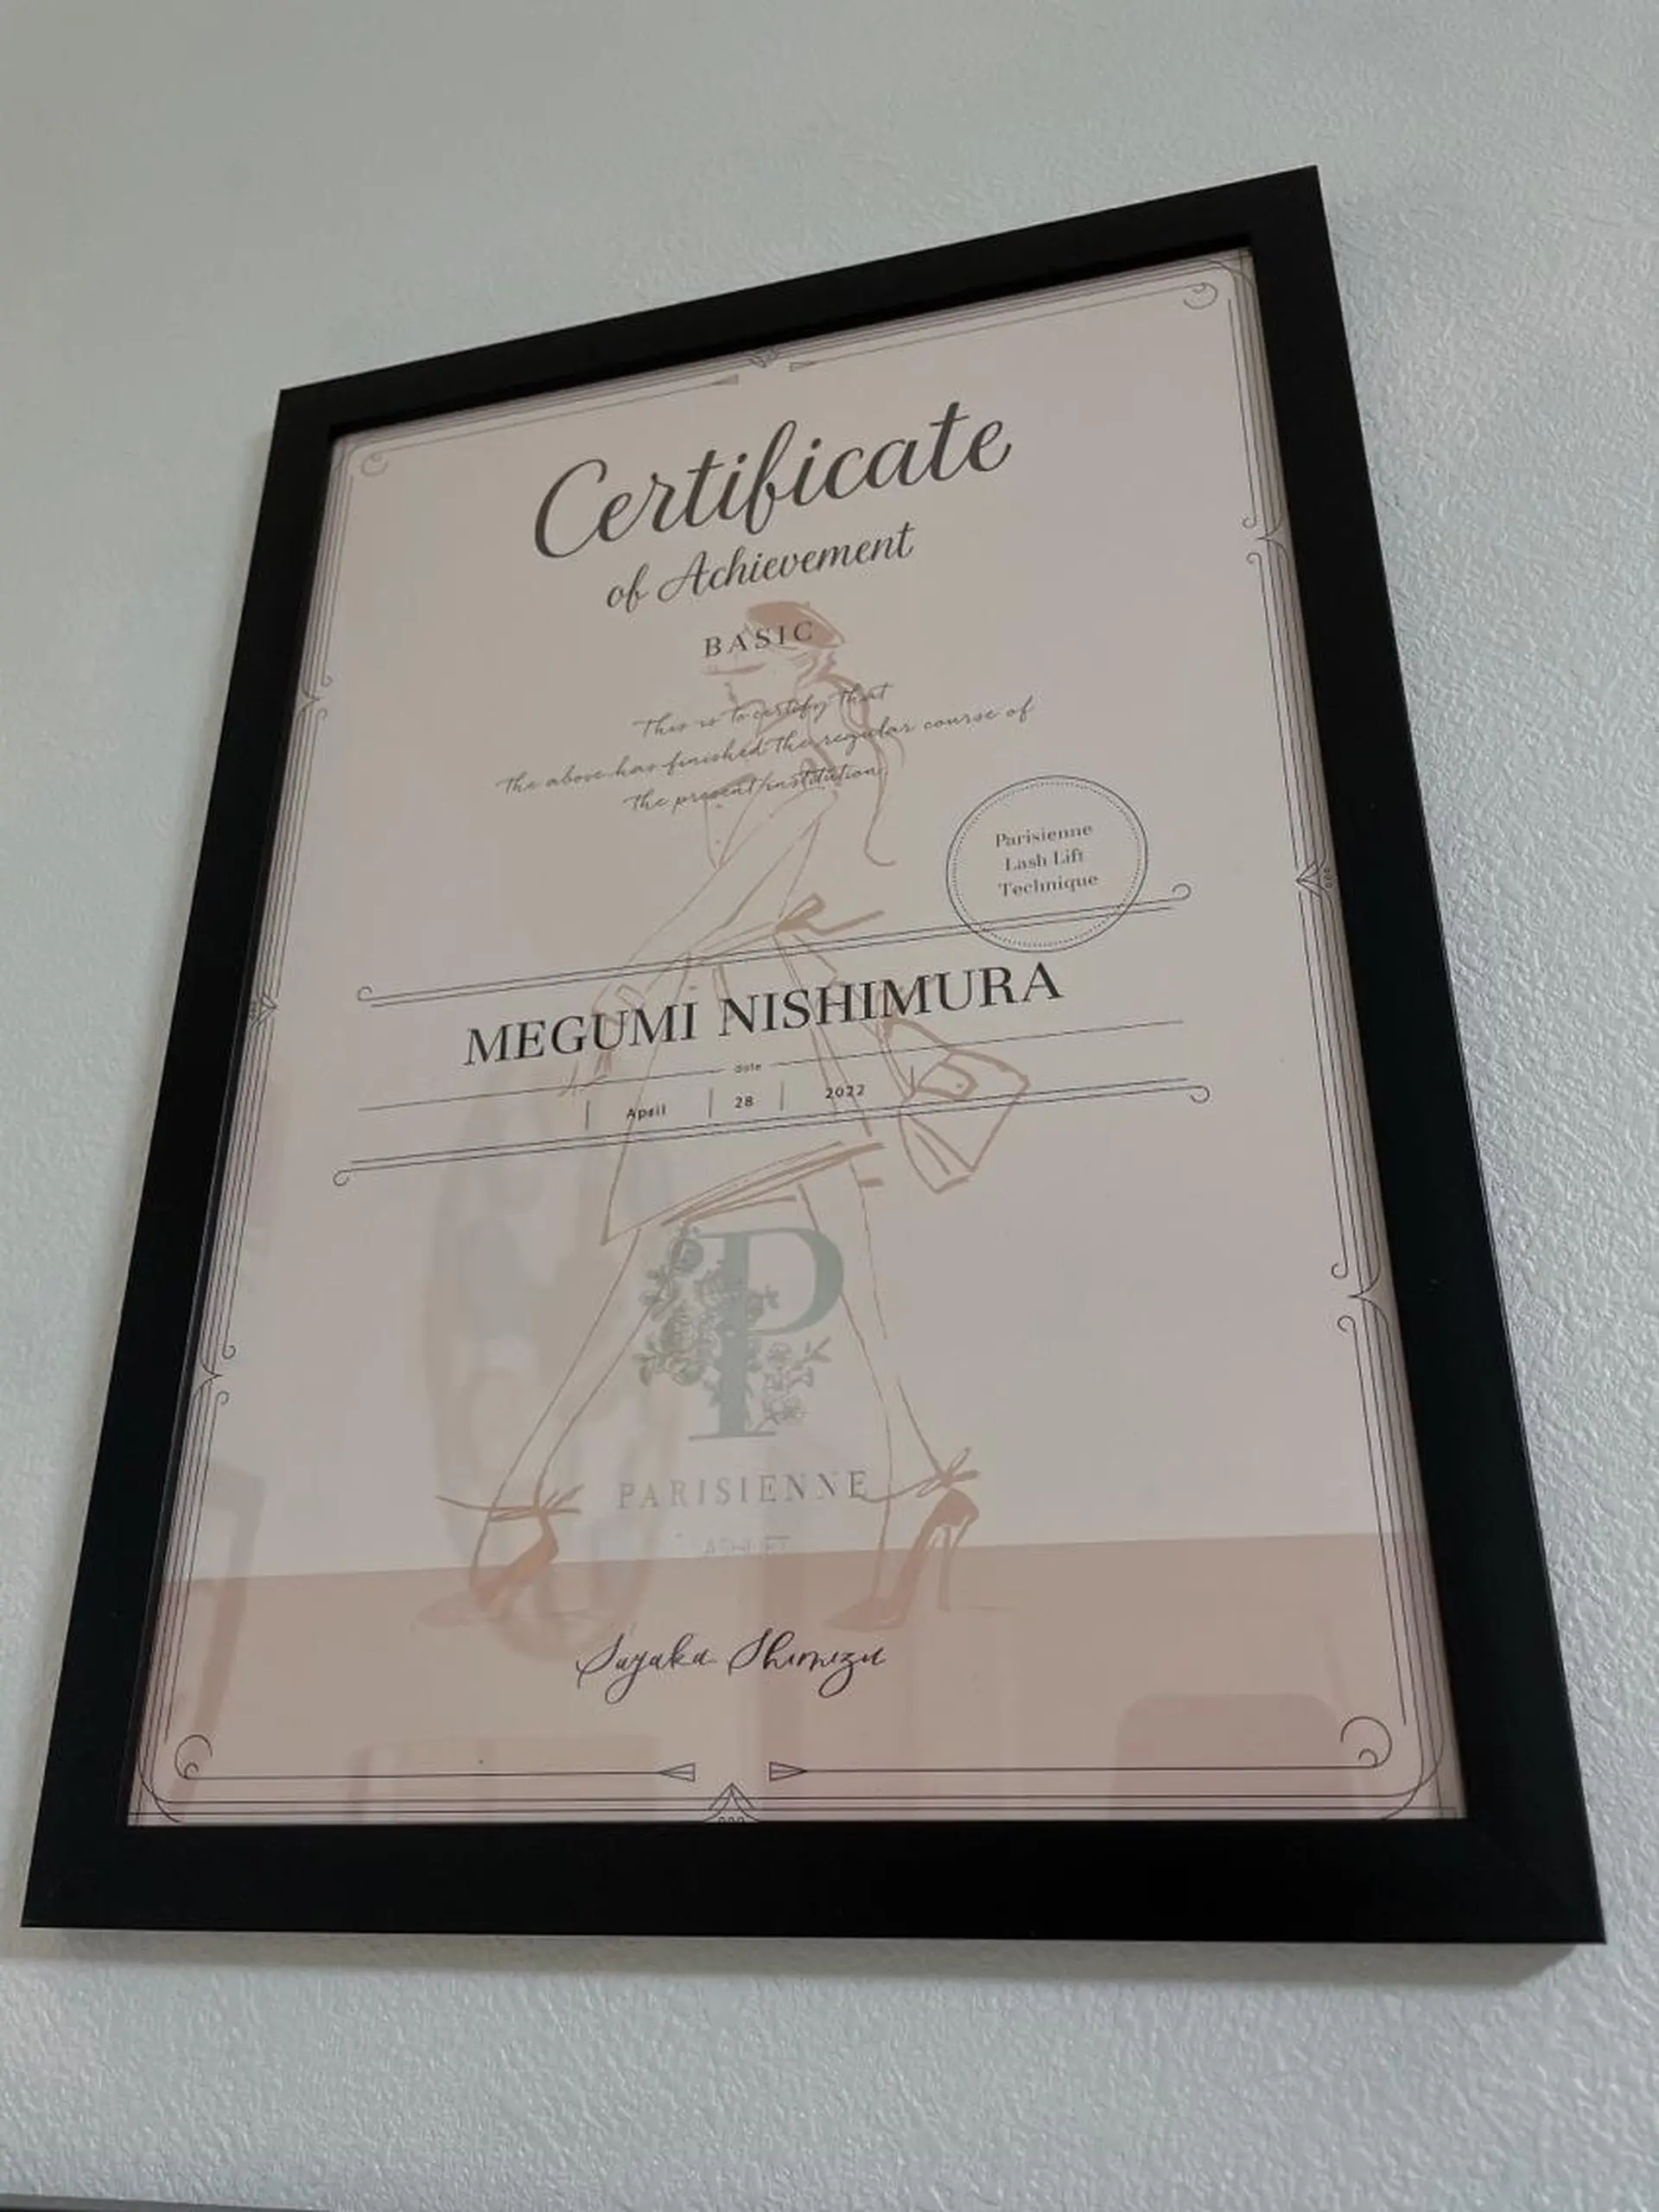 Certificate
of Achievement
BASIC
This is to certify that
The above has finished the regular course of
The present institution
Parisienne
Lash Lift
Technique
MEGUMI NISHIMURA
date
April 28 2022
P
PARISIENNE
Sayaka Shimizu